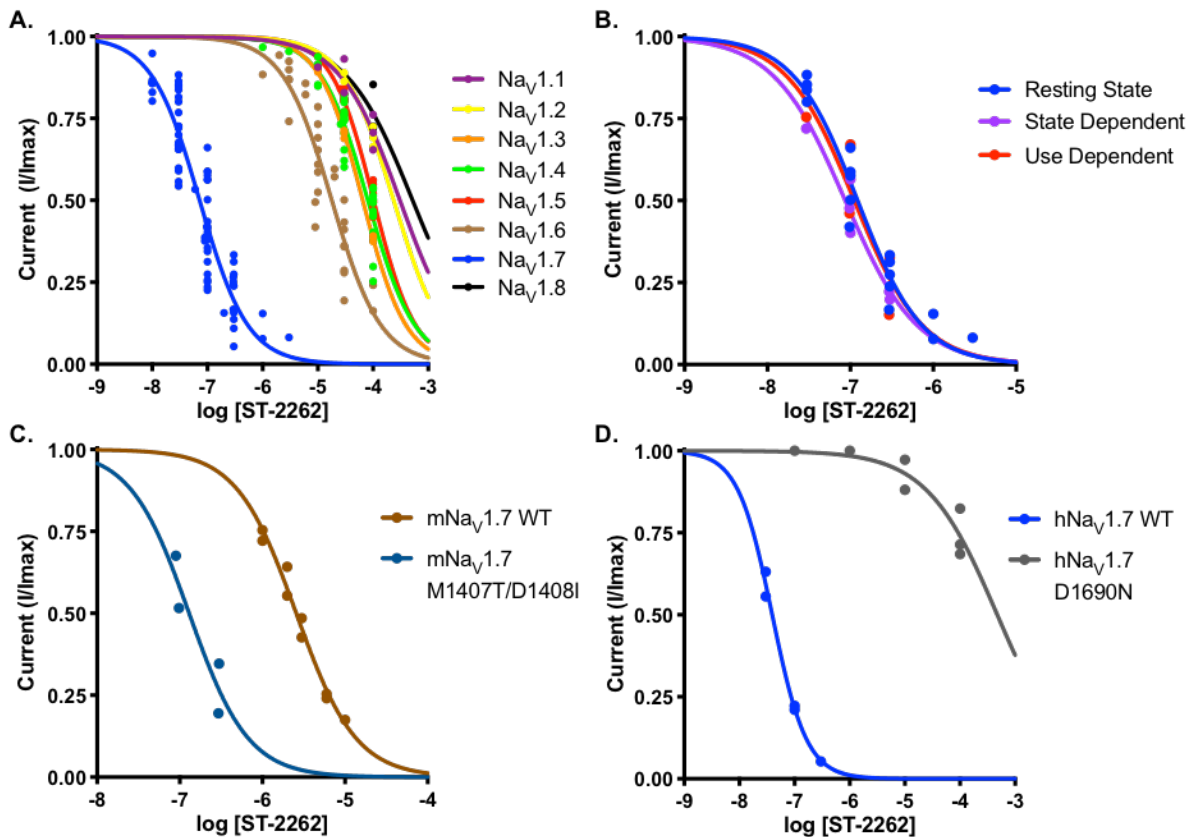 A.
1.00
0.75
0.50
0.25
0.00
Current (I/Imax)
-9 -8 -7 -6 -5 -4 -3
log [ST-2262]
NaV1.1
NaV1.2
NaV1.3
NaV1.4
NaV1.5
NaV1.6
NaV1.7
NaV1.8
B.
1.00
0.75
0.50
0.25
0.00
Current (I/Imax)
-9 -8 -7 -6 -5
log [ST-2262]
Resting State
State Dependent
Use Dependent
C.
1.00
0.75
0.50
0.25
0.00
Current (I/Imax)
-8 -7 -6 -5 -4
log [ST-2262]
mNaV1.7 WT
mNaV1.7
M1407T/D1408I
D.
1.00
0.75
0.50
0.25
0.00
Current (I/Imax)
-9 -8 -7 -6 -5 -4 -3
log [ST-2262]
hNaV1.7 WT
hNaV1.7
D1690N